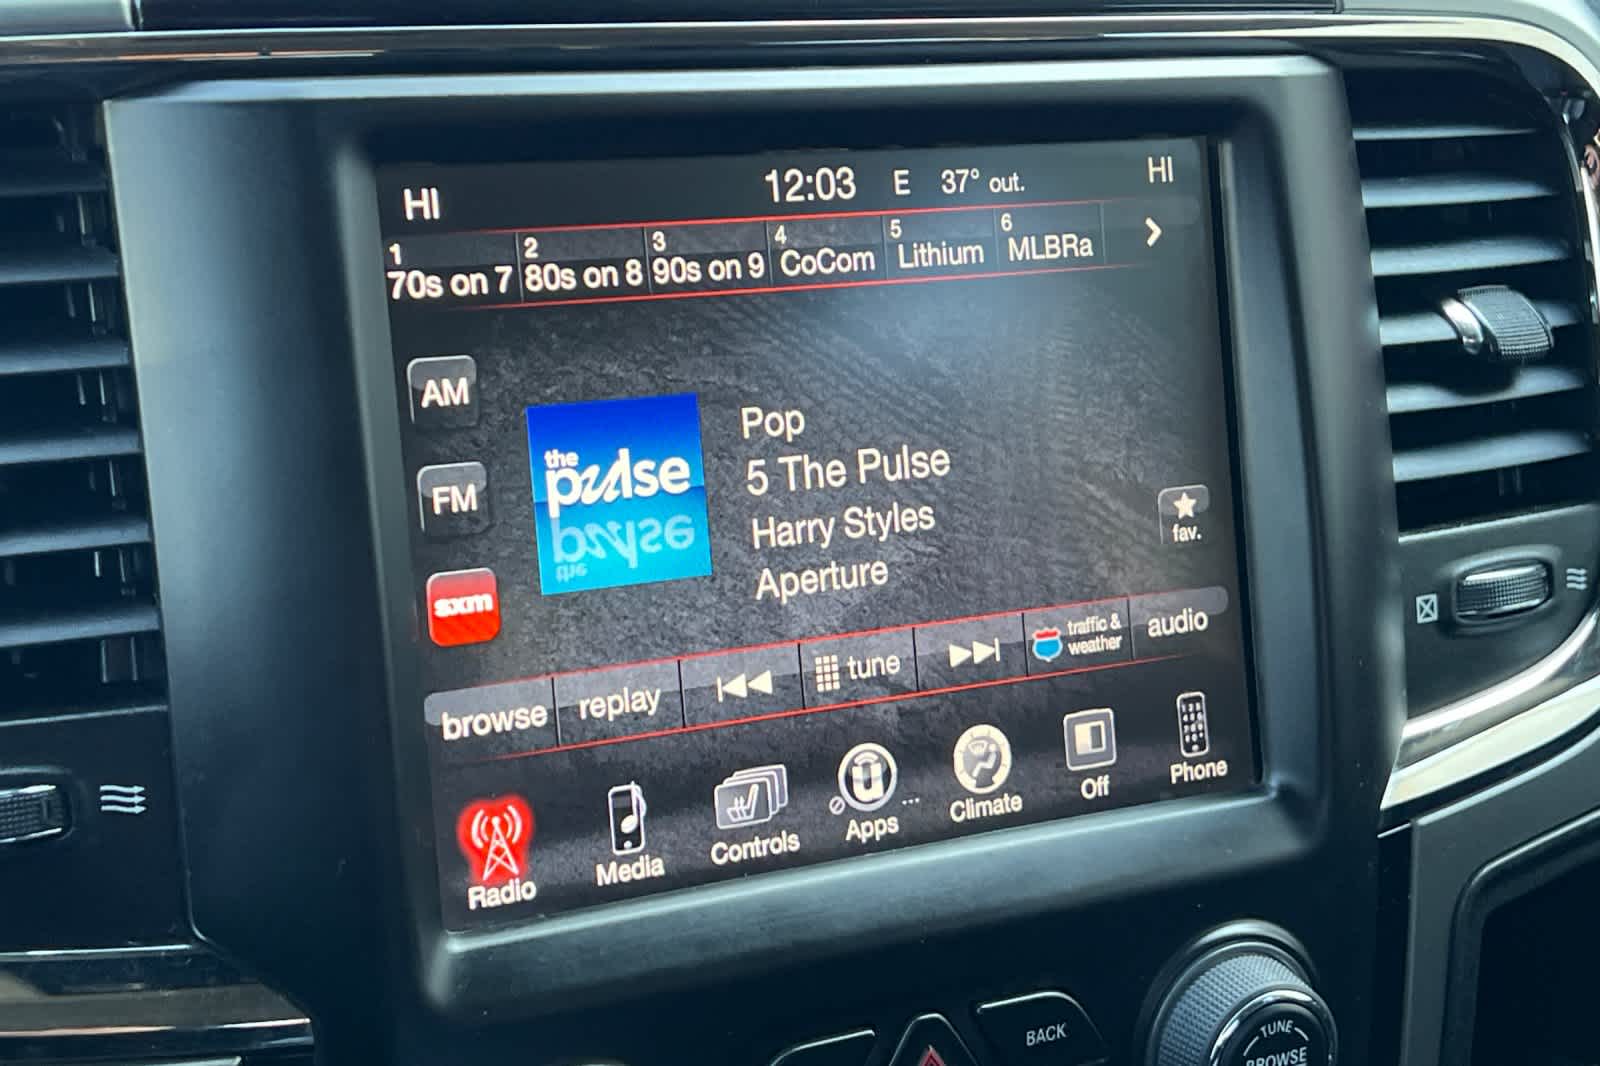 HI 12:03 E 37° out. HI
1 2 3 4 5 6
70s on 7 80s on 8 90s on 9 CoCom Lithium MLBRa
AM
FM
sxm
the
pulse
Pop
5 The Pulse
Harry Styles
Aperture
fav.
browse replay tune traffic & weather audio
Radio Media Controls Apps Climate Off Phone
BACK
TUNE
BROWSE